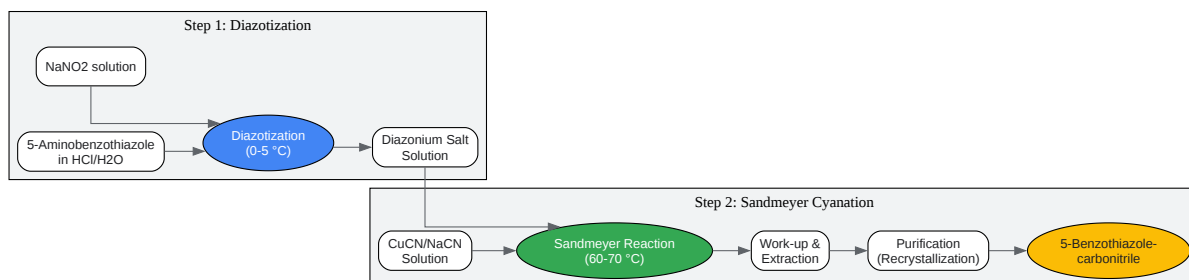 Step 1: Diazotization
NaNO2 solution
5-Aminobenzothiazole
in HCl/H2O
Diazotization
(0-5 °C)
Diazonium Salt
Solution
Step 2: Sandmeyer Cyanation
CuCN/NaCN
Solution
Sandmeyer Reaction
(60-70 °C)
Work-up &
Extraction
Purification
(Recrystallization)
5-Benzothiazole-
carbonitrile